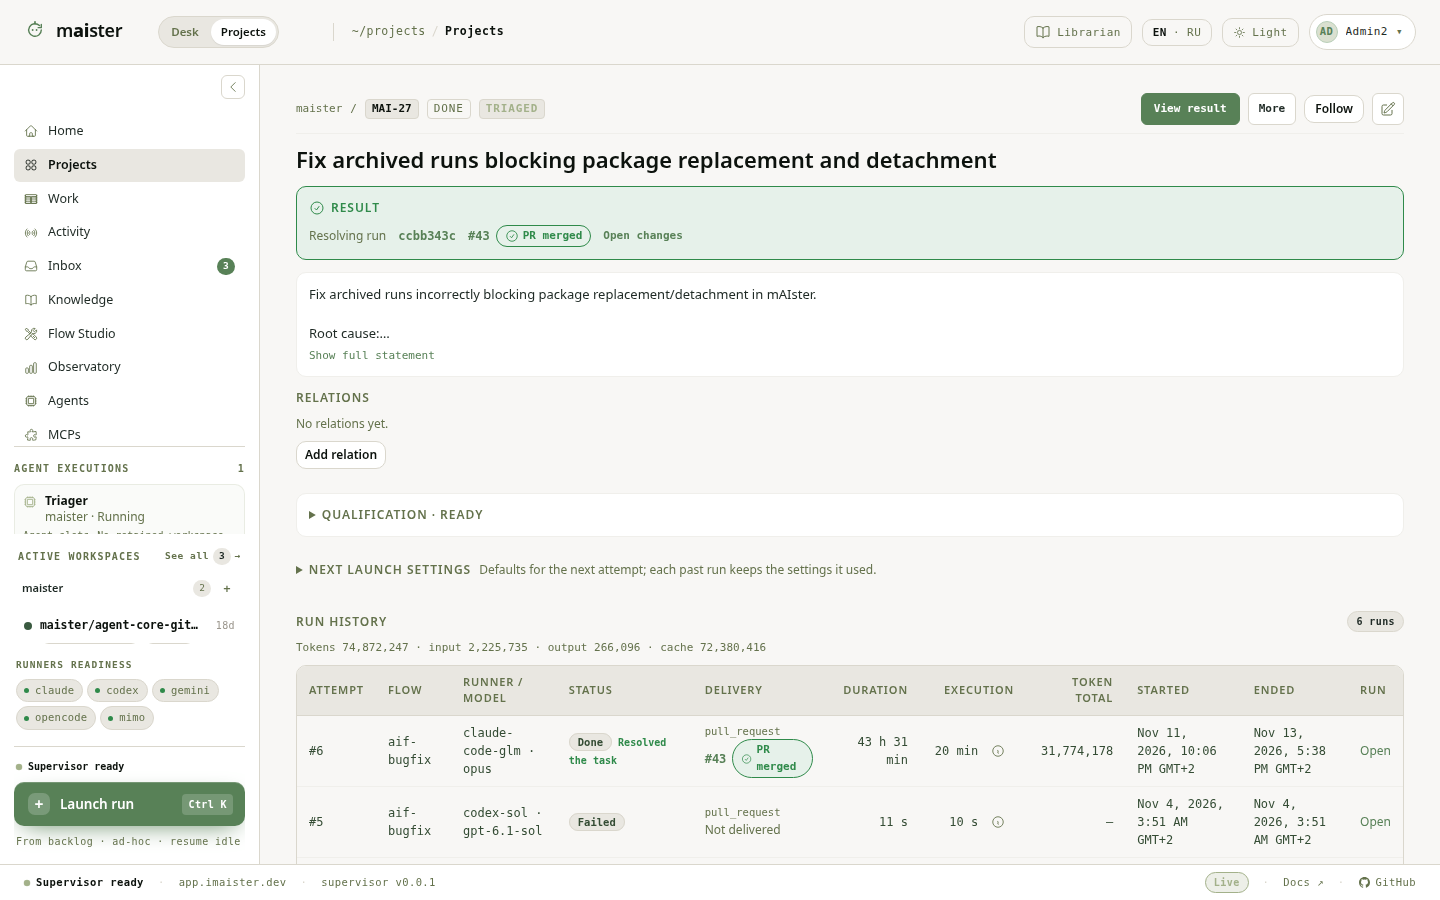 maister
Desk Projects
~/projects / Projects
Librarian
EN · RU
Light
AD Admin2 ▾
Home
Projects
Work
Activity
Inbox 3
Knowledge
Flow Studio
Observatory
Agents
MCPs
AGENT EXECUTIONS 1
Triager
maister · Running
ACTIVE WORKSPACES See all 3 →
maister 2 +
maister/agent-core-git… 18d
RUNNERS READINESS
claude codex gemini
opencode mimo
Supervisor ready
+ Launch run Ctrl K
From backlog · ad-hoc · resume idle
maister / MAI-27 DONE TRIAGED
View result More Follow
Fix archived runs blocking package replacement and detachment
RESULT
Resolving run ccbb343c #43 PR merged Open changes
Fix archived runs incorrectly blocking package replacement/detachment in mAIster.
Root cause:…
Show full statement
RELATIONS
No relations yet.
Add relation
QUALIFICATION · READY
NEXT LAUNCH SETTINGS Defaults for the next attempt; each past run keeps the settings it used.
RUN HISTORY 6 runs
Tokens 74,872,247 · input 2,225,735 · output 266,096 · cache 72,380,416
ATTEMPT FLOW RUNNER / MODEL STATUS DELIVERY DURATION EXECUTION TOKEN TOTAL STARTED ENDED RUN
#6 aif-bugfix claude-code-glm · opus Done Resolved the task pull_request #43 PR merged 43 h 31 min 20 min 31,774,178 Nov 11, 2026, 10:06 PM GMT+2 Nov 13, 2026, 5:38 PM GMT+2 Open
#5 aif-bugfix codex-sol · gpt-6.1-sol Failed pull_request Not delivered 11 s 10 s — Nov 4, 2026, 3:51 AM GMT+2 Nov 4, 2026, 3:51 AM GMT+2 Open
Supervisor ready · app.imaister.dev · supervisor v0.0.1
Live · Docs ↗ · GitHub